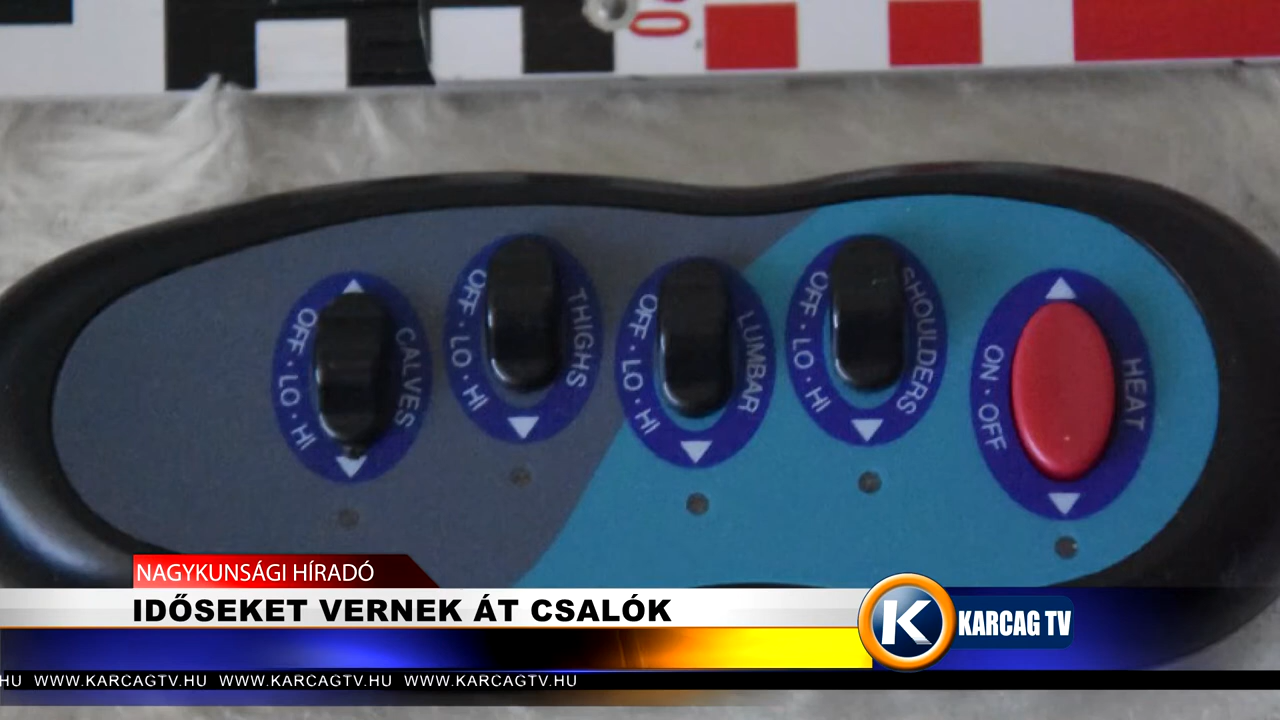 CALVES
OFF · LO · HI
THIGHS
OFF · LO · HI
LUMBAR
OFF · LO · HI
SHOULDERS
OFF · LO · HI
HEAT
ON · OFF
NAGYKUNSÁGI HÍRADÓ
IDŐSEKET VERNEK ÁT CSALÓK
K KARCAG TV
HU WWW.KARCAGTV.HU WWW.KARCAGTV.HU WWW.KARCAGTV.HU